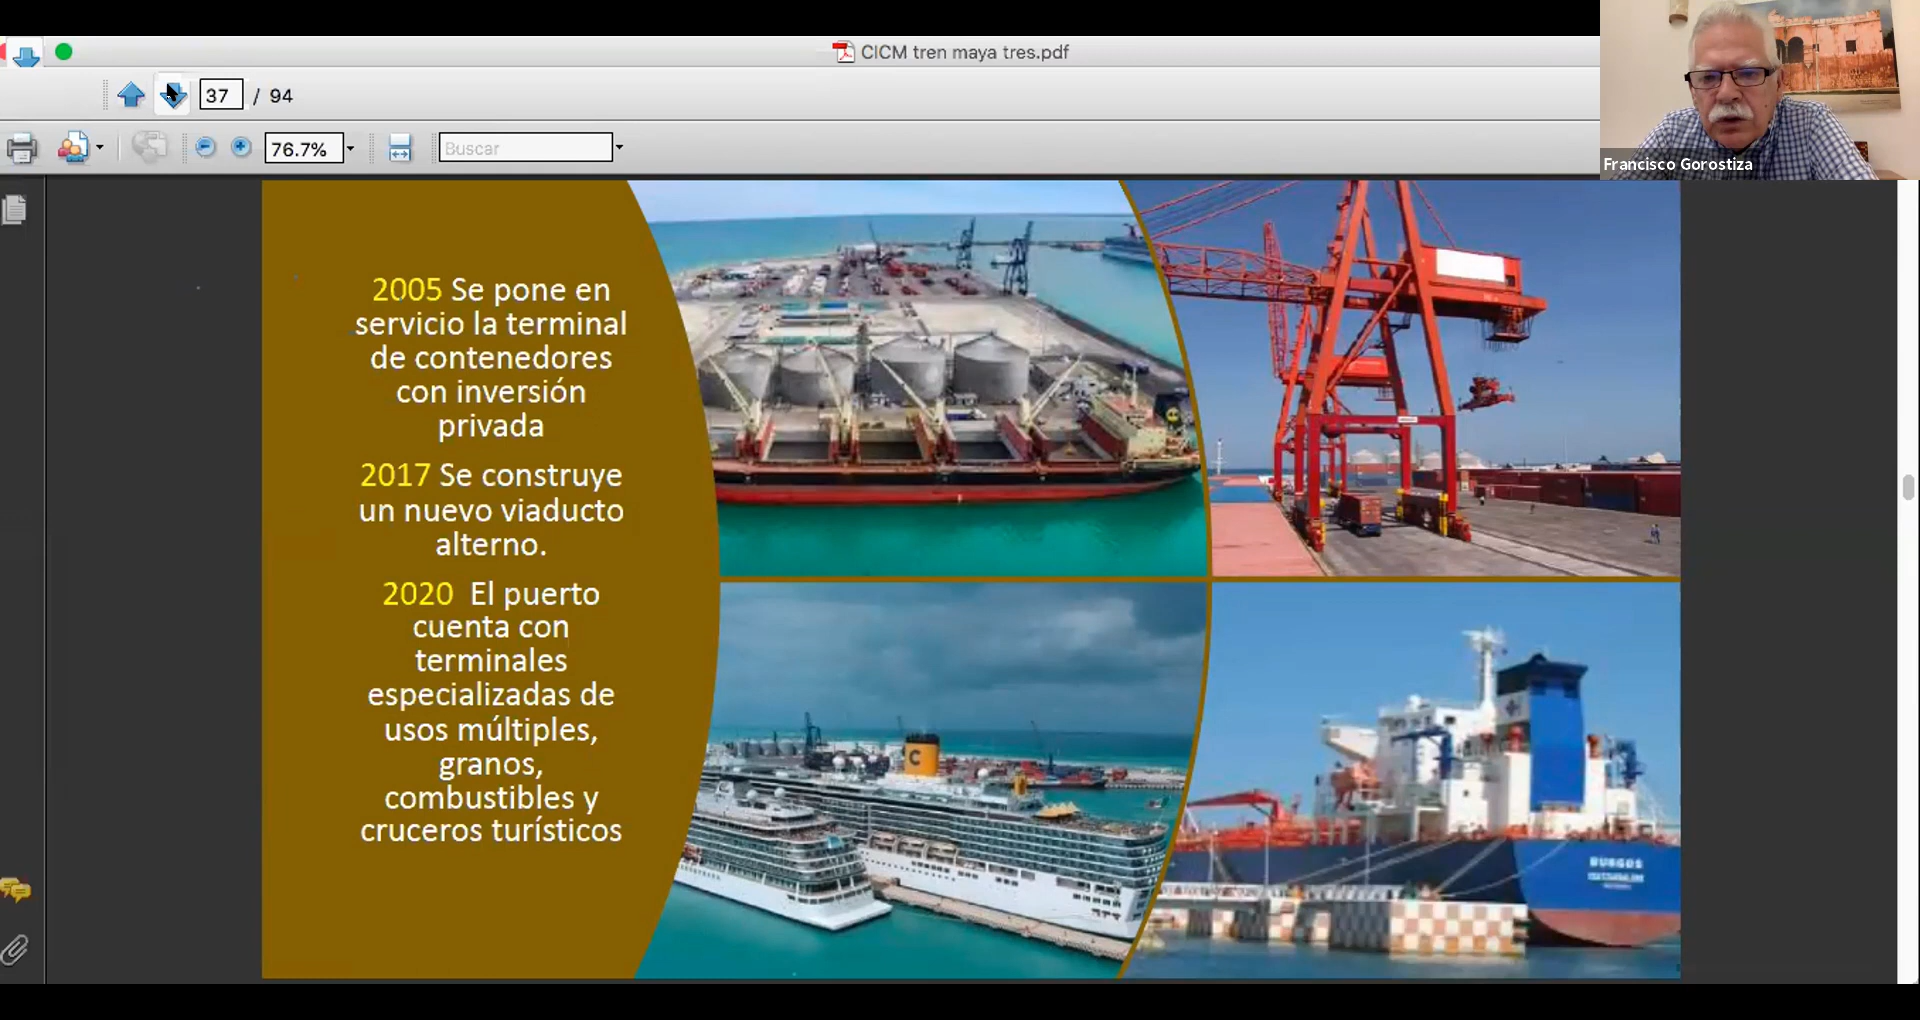 CICM tren maya tres.pdf
37 / 94
76.7%
Buscar
Francisco Gorostiza
2005 Se pone en
servicio la terminal
de contenedores
con inversión
privada
2017 Se construye
un nuevo viaducto
alterno.
2020 El puerto
cuenta con
terminales
especializadas de
usos múltiples,
granos,
combustibles y
cruceros turísticos
C
BURGOS